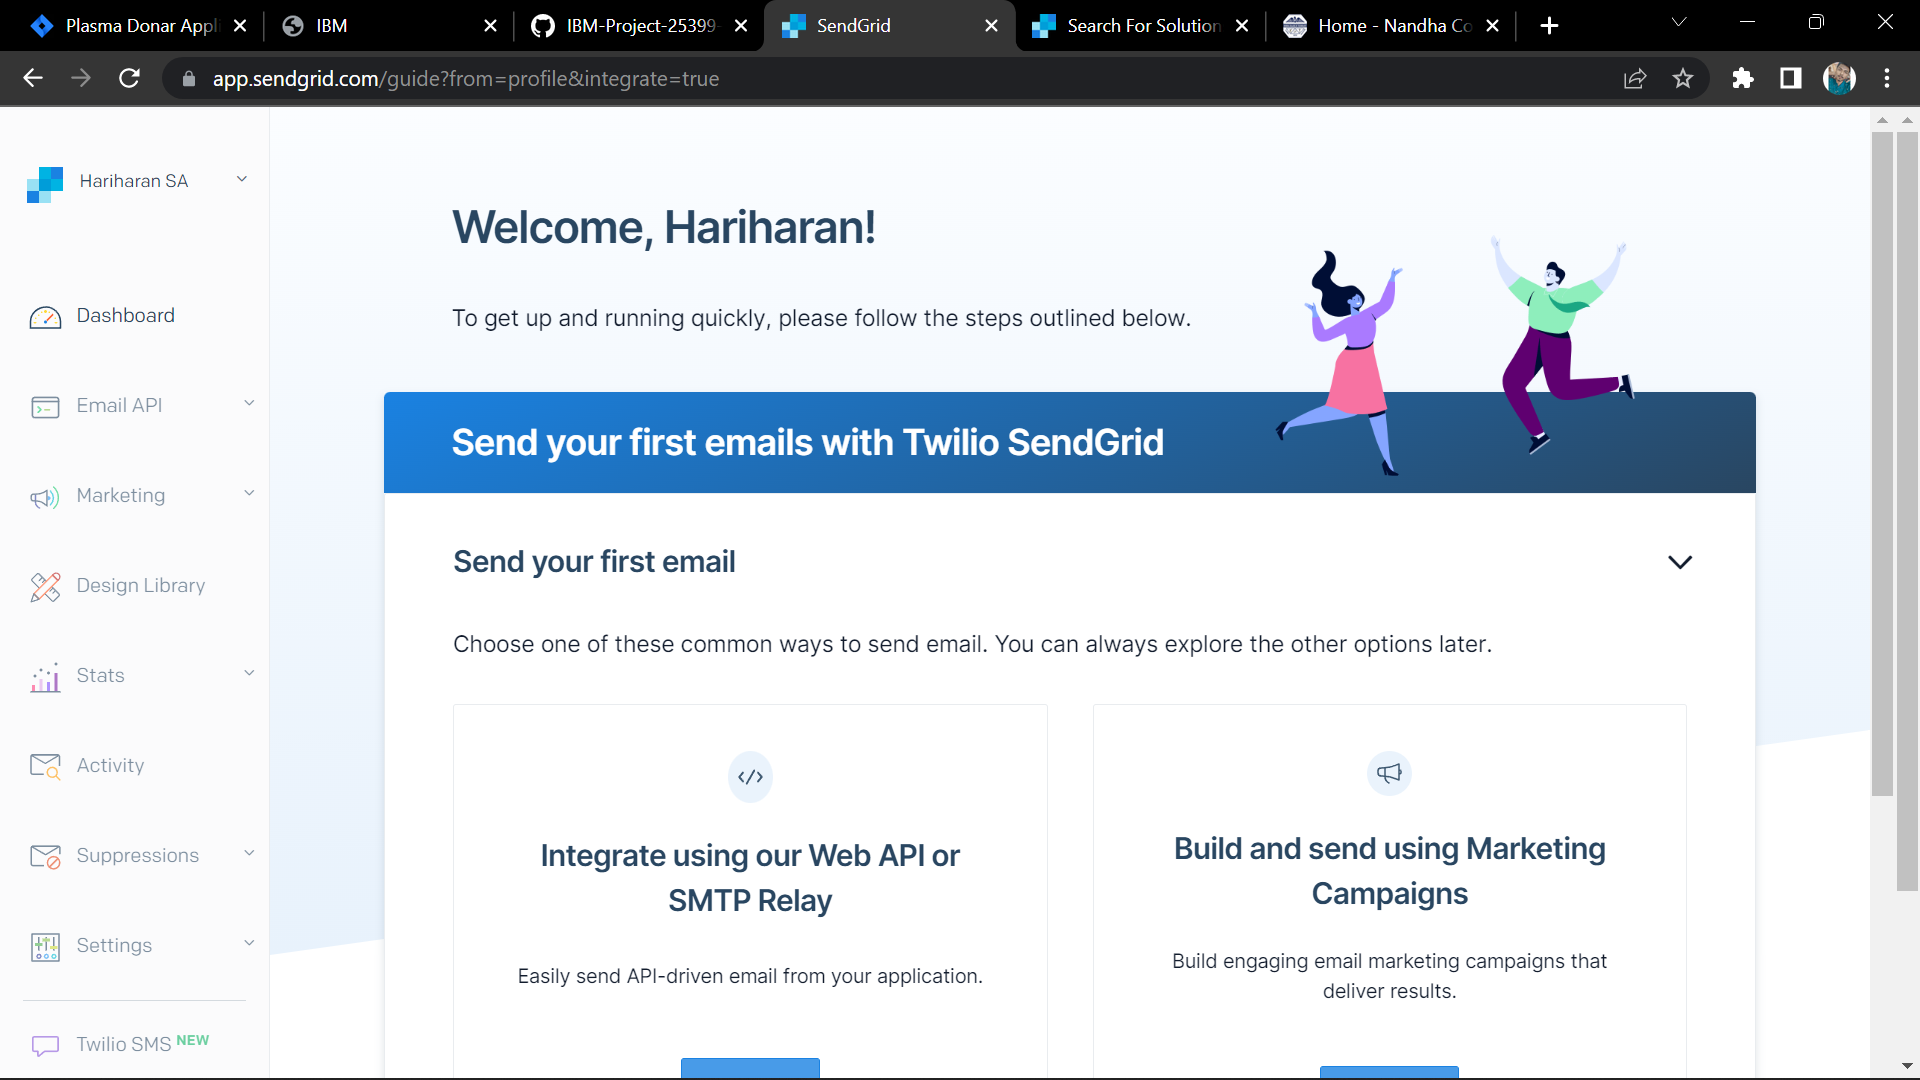 Plasma Donar Appli
IBM
IBM-Project-25399-
SendGrid
Search For Solution
Home - Nandha Co
app.sendgrid.com/guide?from=profile&integrate=true
Hariharan SA
Dashboard
Email API
Marketing
Design Library
Stats
Activity
Suppressions
Settings
Twilio SMS NEW
Welcome, Hariharan!
To get up and running quickly, please follow the steps outlined below.
Send your first emails with Twilio SendGrid
Send your first email
Choose one of these common ways to send email. You can always explore the other options later.
</>
Integrate using our Web API or
SMTP Relay
Easily send API-driven email from your application.
Build and send using Marketing
Campaigns
Build engaging email marketing campaigns that
deliver results.